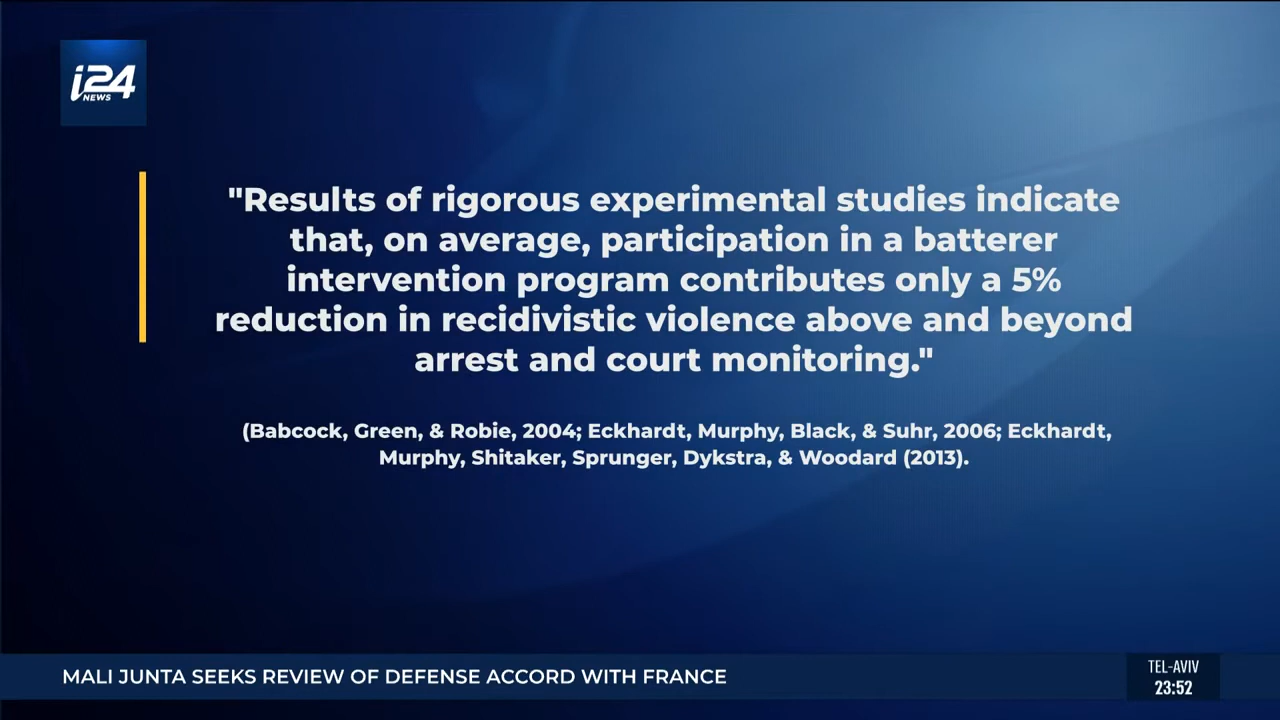 i24
NEWS
"Results of rigorous experimental studies indicate
that, on average, participation in a batterer
intervention program contributes only a 5%
reduction in recidivistic violence above and beyond
arrest and court monitoring."
(Babcock, Green, & Robie, 2004; Eckhardt, Murphy, Black, & Suhr, 2006; Eckhardt,
Murphy, Shitaker, Sprunger, Dykstra, & Woodard (2013).
MALI JUNTA SEEKS REVIEW OF DEFENSE ACCORD WITH FRANCE
TEL-AVIV
23:52